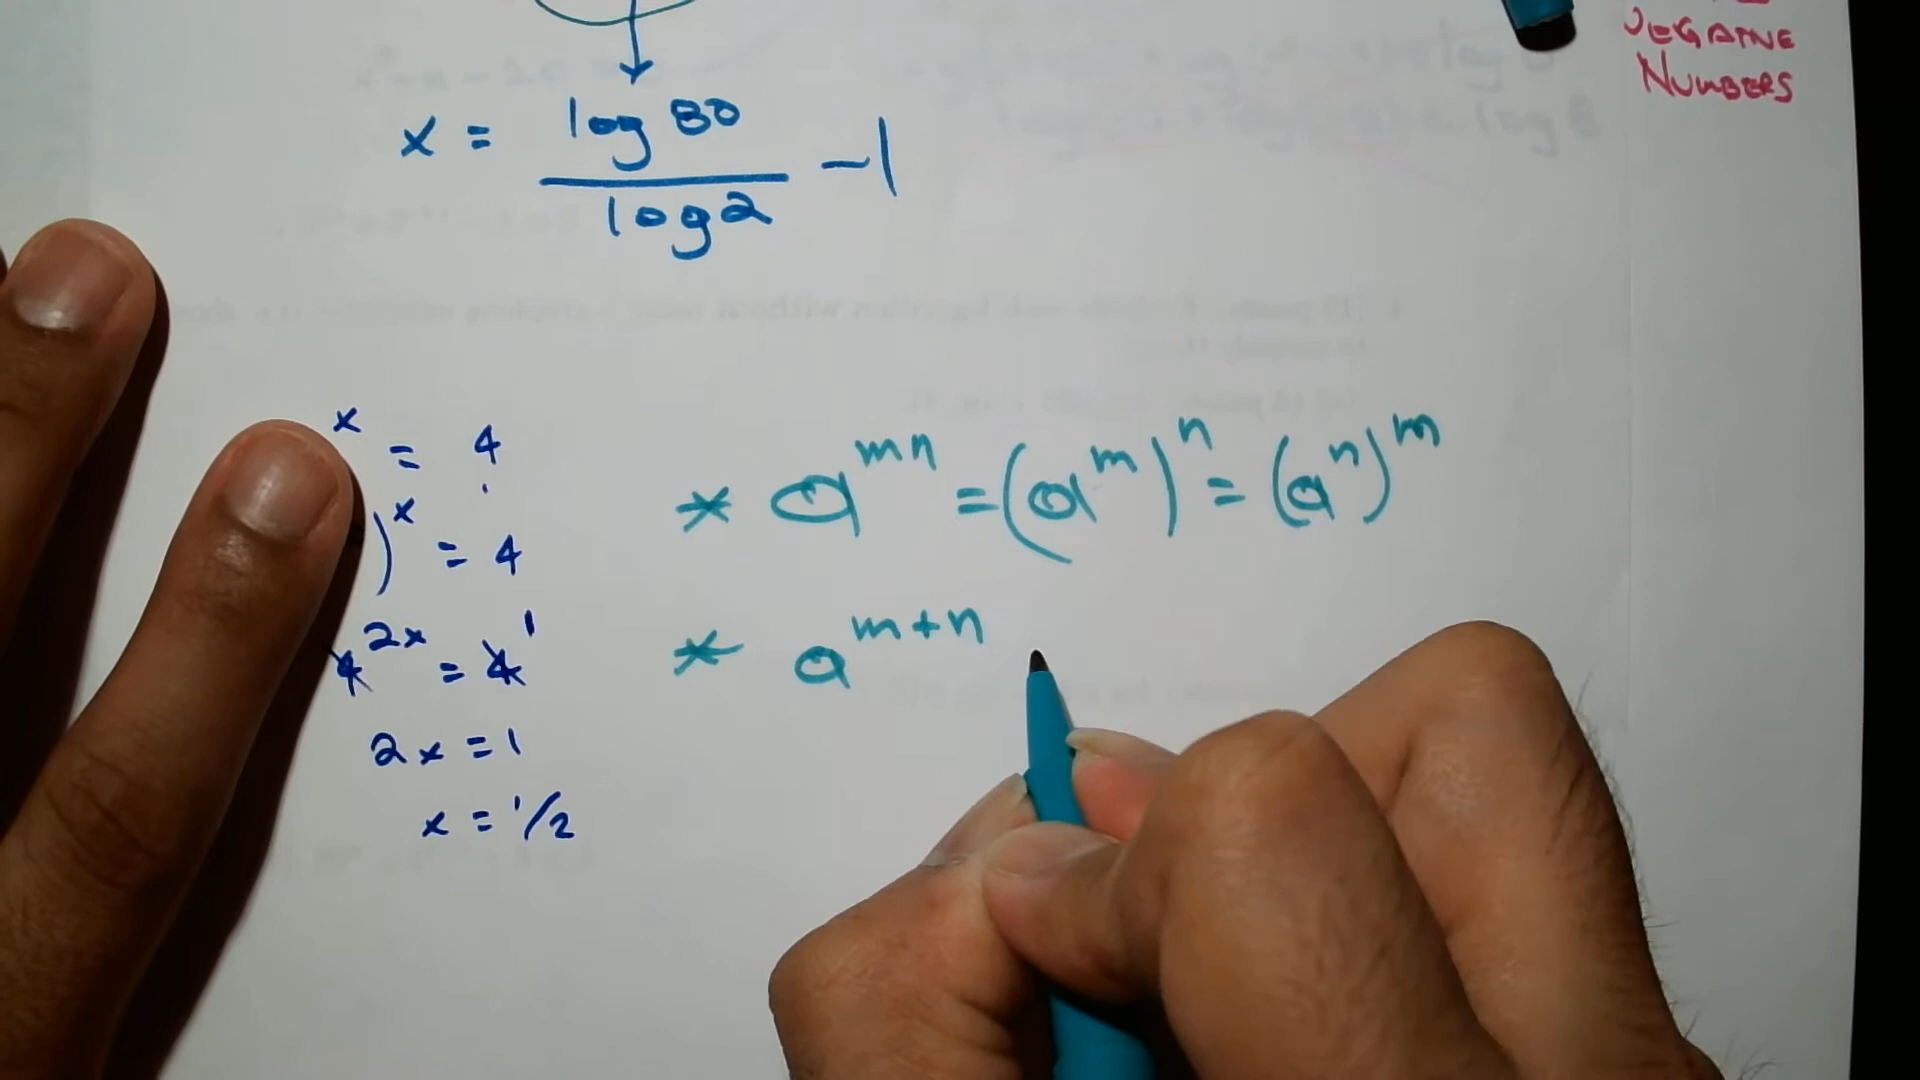 NEGATIVE
NUMBERS
x = log 80 / log 2 - 1
x = 4
)^x = 4
4^2x = 4^1
2x = 1
x = 1/2
* a^mn = (a^m)^n = (a^n)^m
* a^m+n